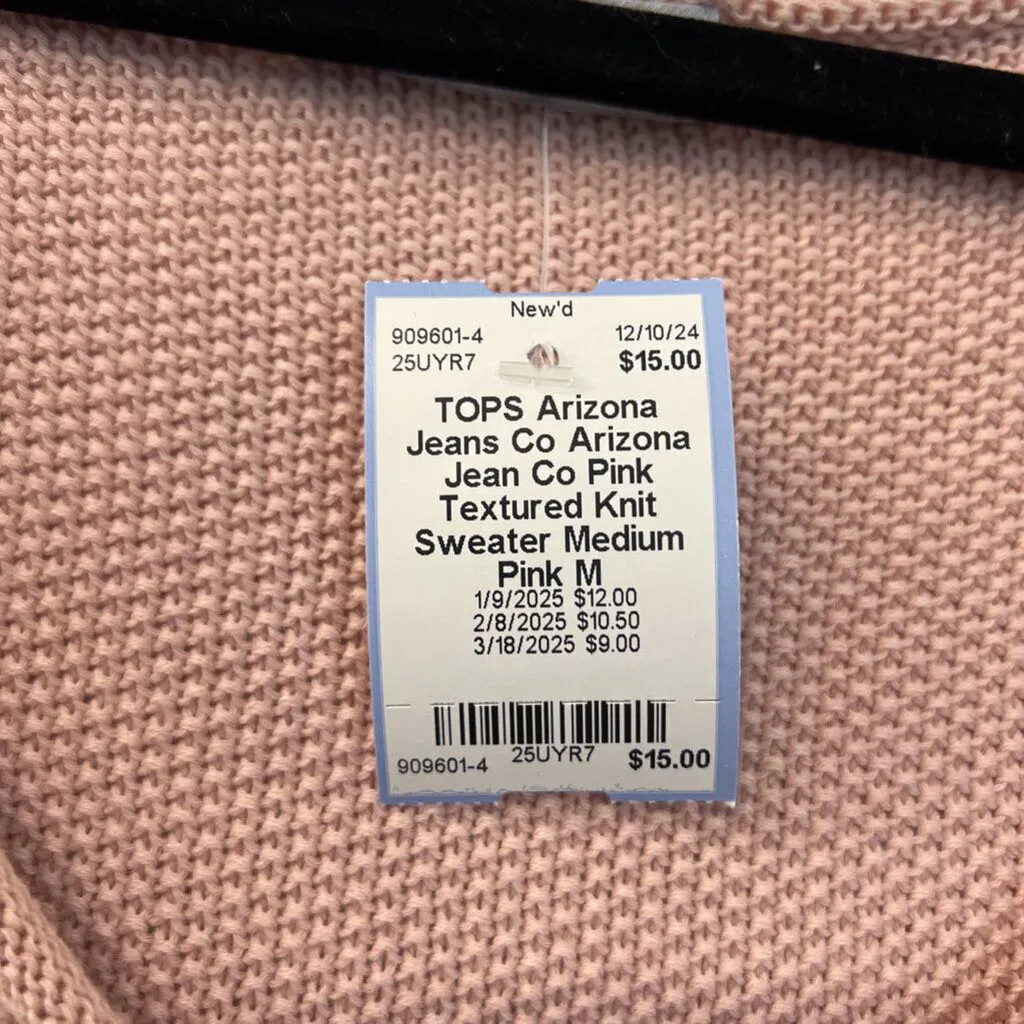 New'd
909601-4 12/10/24
25UYR7 $15.00
TOPS Arizona
Jeans Co Arizona
Jean Co Pink
Textured Knit
Sweater Medium
Pink M
1/9/2025 $12.00
2/8/2025 $10.50
3/18/2025 $9.00
909601-4 25UYR7 $15.00